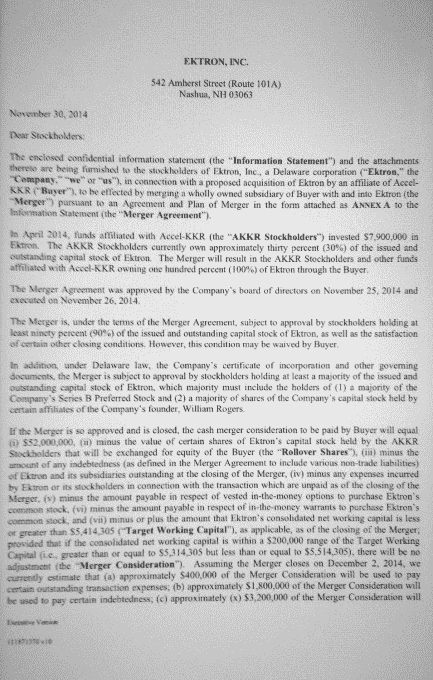 EKTRON, INC.
542 Amherst Street (Route 101A)
Nashua, NH 03063
November 30, 2014
Dear Stockholders:
The enclosed confidential information statement (the "Information Statement") and the attachments
thereto are being furnished to the stockholders of Ektron, Inc., a Delaware corporation ("Ektron," the
"Company," "we" or "us"), in connection with a proposed acquisition of Ektron by an affiliate of Accel-
KKR ("Buyer"), to be effected by merging a wholly owned subsidiary of Buyer with and into Ektron (the
"Merger") pursuant to an Agreement and Plan of Merger in the form attached as ANNEX A to the
Information Statement (the "Merger Agreement").
In April 2014, funds affiliated with Accel-KKR (the "AKKR Stockholders") invested $7,900,000 in
Ektron. The AKKR Stockholders currently own approximately thirty percent (30%) of the issued and
outstanding capital stock of Ektron. The Merger will result in the AKKR Stockholders and other funds
affiliated with Accel-KKR owning one hundred percent (100%) of Ektron through the Buyer.
The Merger Agreement was approved by the Company's board of directors on November 25, 2014 and
executed on November 26, 2014.
The Merger is, under the terms of the Merger Agreement, subject to approval by stockholders holding at
least ninety percent (90%) of the issued and outstanding capital stock of Ektron, as well as the satisfaction
of certain other closing conditions. However, this condition may be waived by Buyer.
In addition, under Delaware law, the Company's certificate of incorporation and other governing
documents, the Merger is subject to approval by stockholders holding at least a majority of the issued and
outstanding capital stock of Ektron, which majority must include the holders of (1) a majority of the
Company's Series B Preferred Stock and (2) a majority of shares of the Company's capital stock held by
certain affiliates of the Company's founder, William Rogers.
If the Merger is so approved and is closed, the cash merger consideration to be paid by Buyer will equal
(i) $52,000,000, (ii) minus the value of certain shares of Ektron's capital stock held by the AKKR
Stockholders that will be exchanged for equity of the Buyer (the "Rollover Shares"), (iii) minus the
amount of any indebtedness (as defined in the Merger Agreement to include various non-trade liabilities)
of Ektron and its subsidiaries outstanding at the closing of the Merger, (iv) minus any expenses incurred
by Ektron or its stockholders in connection with the transaction which are unpaid as of the closing of the
Merger, (v) minus the amount payable in respect of vested in-the-money options to purchase Ektron's
common stock, (vi) minus the amount payable in respect of in-the-money warrants to purchase Ektron's
common stock, and (vii) minus or plus the amount that Ektron's consolidated net working capital is less
or greater than $5,414,305 ("Target Working Capital"), as applicable, as of the closing of the Merger;
provided that if the consolidated net working capital is within a $200,000 range of the Target Working
Capital (i.e., greater than or equal to $5,314,305 but less than or equal to $5,514,305), there will be no
adjustment (the "Merger Consideration"). Assuming the Merger closes on December 2, 2014, we
currently estimate that (a) approximately $400,000 of the Merger Consideration will be used to pay
certain outstanding transaction expenses; (b) approximately $1,800,000 of the Merger Consideration will
be used to pay certain indebtedness; (c) approximately (x) $3,200,000 of the Merger Consideration will
Execution Version